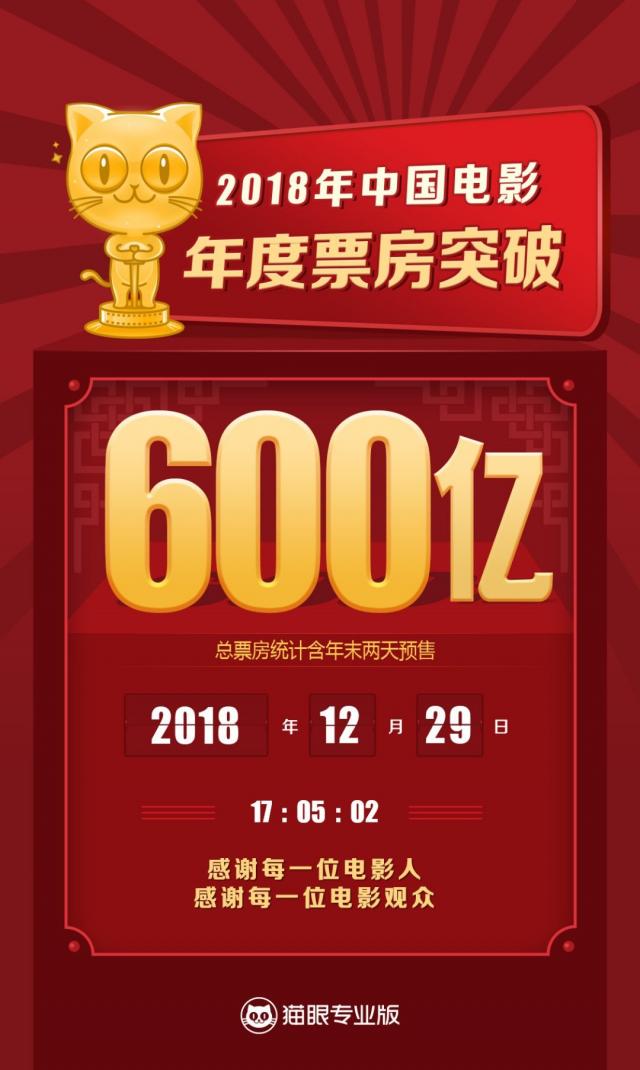 2018年中国电影
年度票房突破
600亿
总票房统计含年末两天预售
2018 年 12 月 29 日
17 : 05 : 02
感谢每一位电影人
感谢每一位电影观众
猫眼专业版